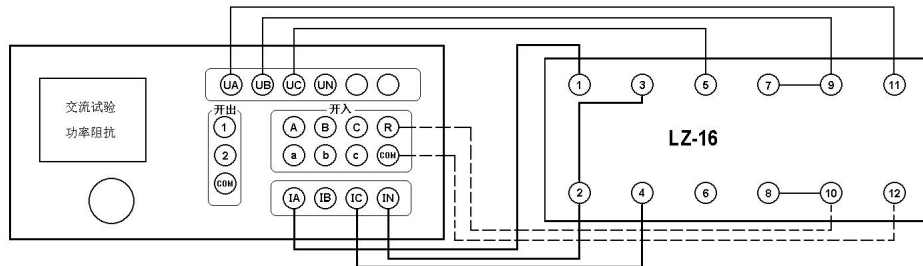 UA UB UC UN
1 3 5 7 9 11
交流试验
功率阻抗
开出
开入
1
A B C R
LZ-16
2
a b c COM
COM
IA IB IC IN
2 4 6 8 10 12